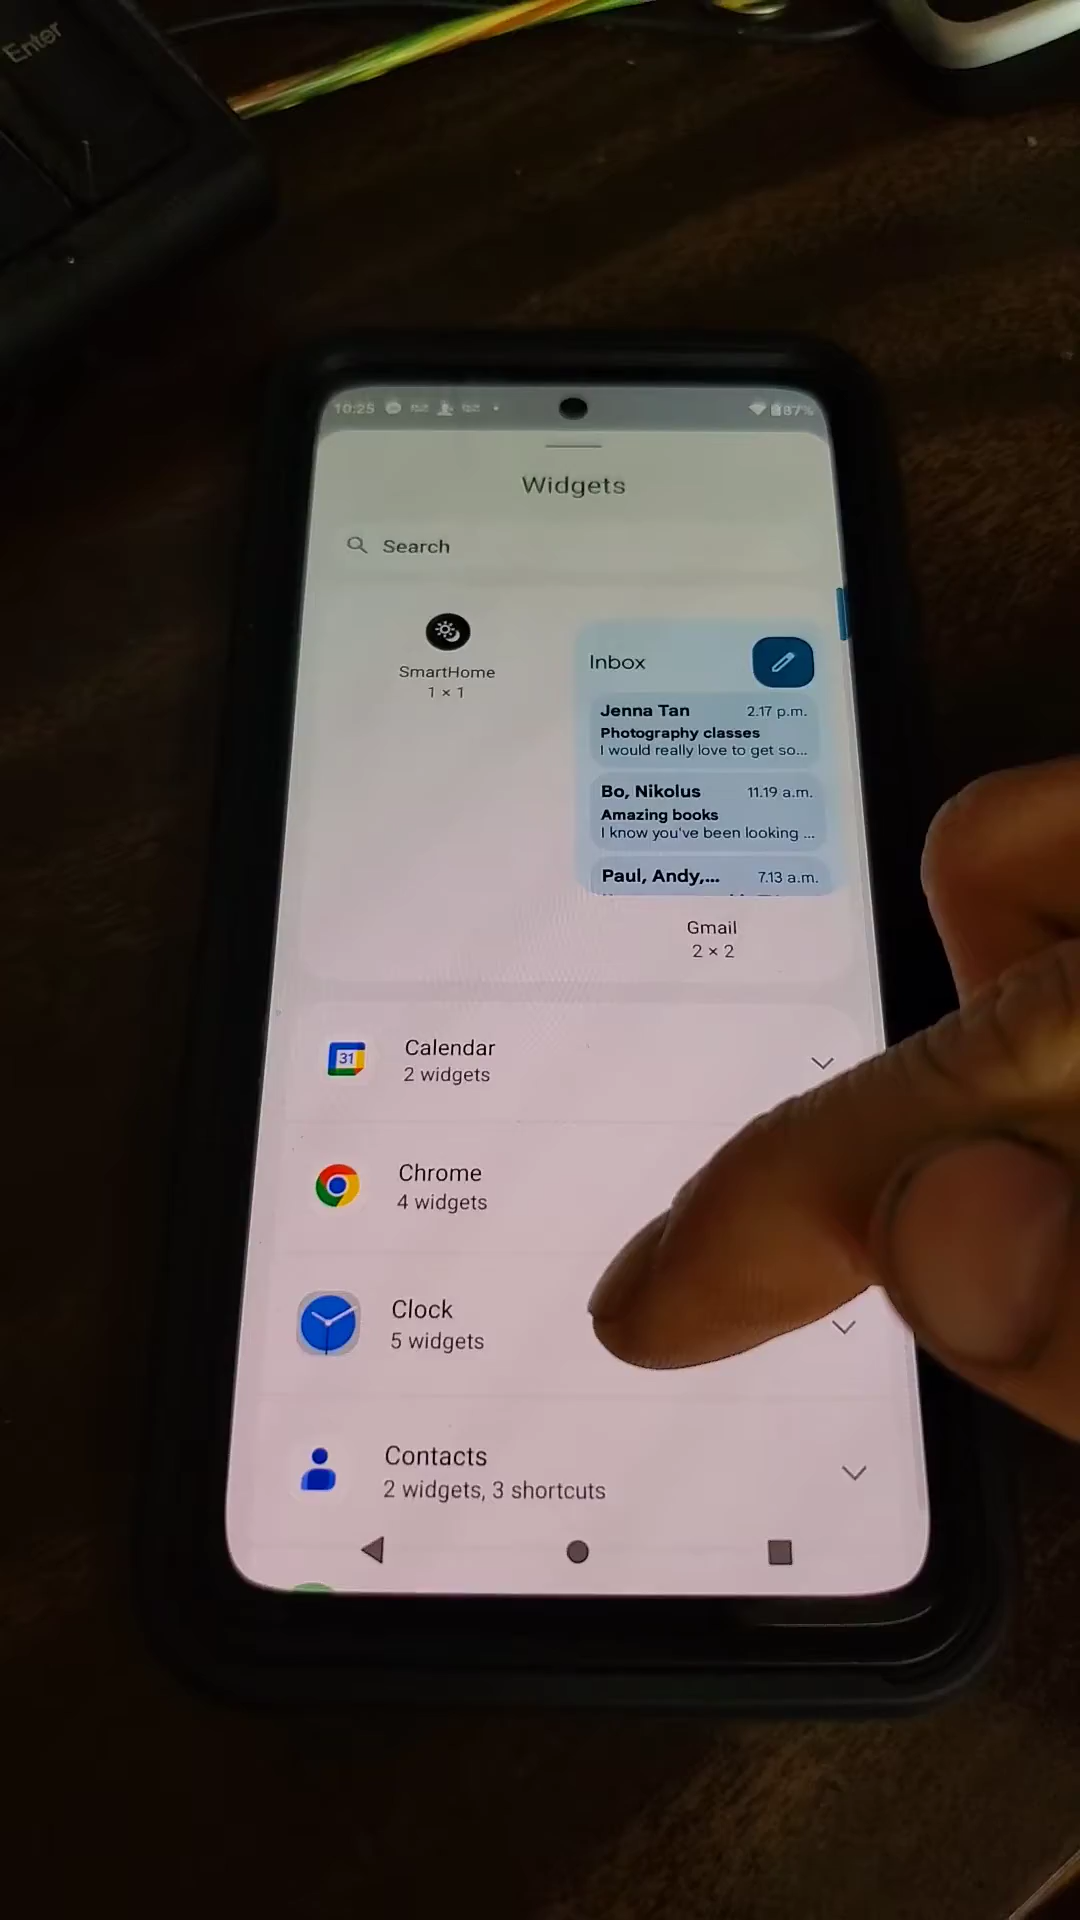 Enter
10:25
87%
Widgets
Search
SmartHome
1 × 1
Inbox
Jenna Tan 2.17 p.m.
Photography classes
I would really love to get so...
Bo, Nikolus 11.19 a.m.
Amazing books
I know you've been looking ...
Paul, Andy,... 7.13 a.m.
Gmail
2 × 2
31
Calendar
2 widgets
Chrome
4 widgets
Clock
5 widgets
Contacts
2 widgets, 3 shortcuts